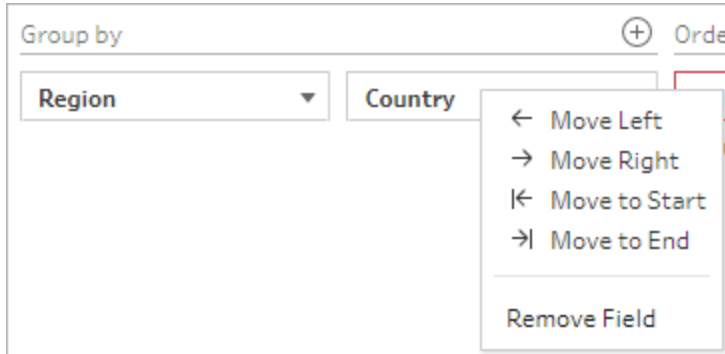 Group by
Orde
Region
Country
Move Left
Move Right
Move to Start
Move to End
Remove Field